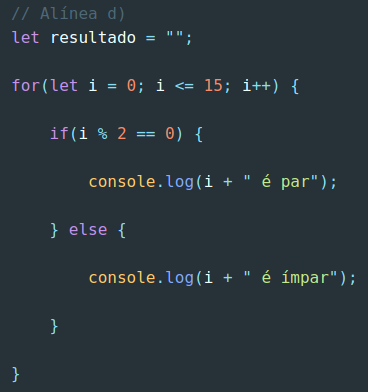 // Alínea d)
let resultado = "";
for(let i = 0; i <= 15; i++) {
if(i % 2 == 0) {
console.log(i + " é par");
} else {
console.log(i + " é ímpar");
}
}